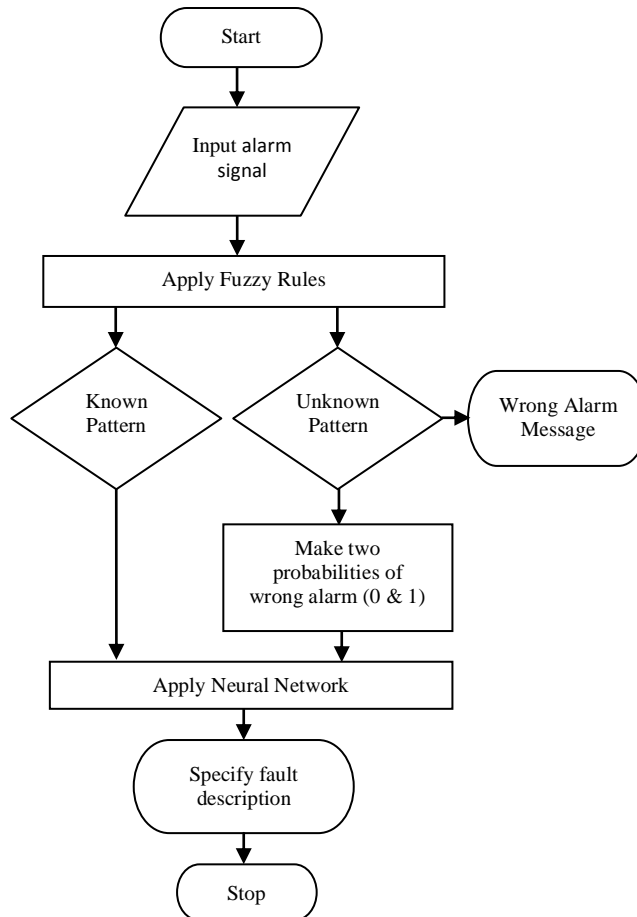 Start
Input alarm
signal
Apply Fuzzy Rules
Known
Pattern
Unknown
Pattern
Wrong Alarm
Message
Make two
probabilities of
wrong alarm (0 & 1)
Apply Neural Network
Specify fault
description
Stop